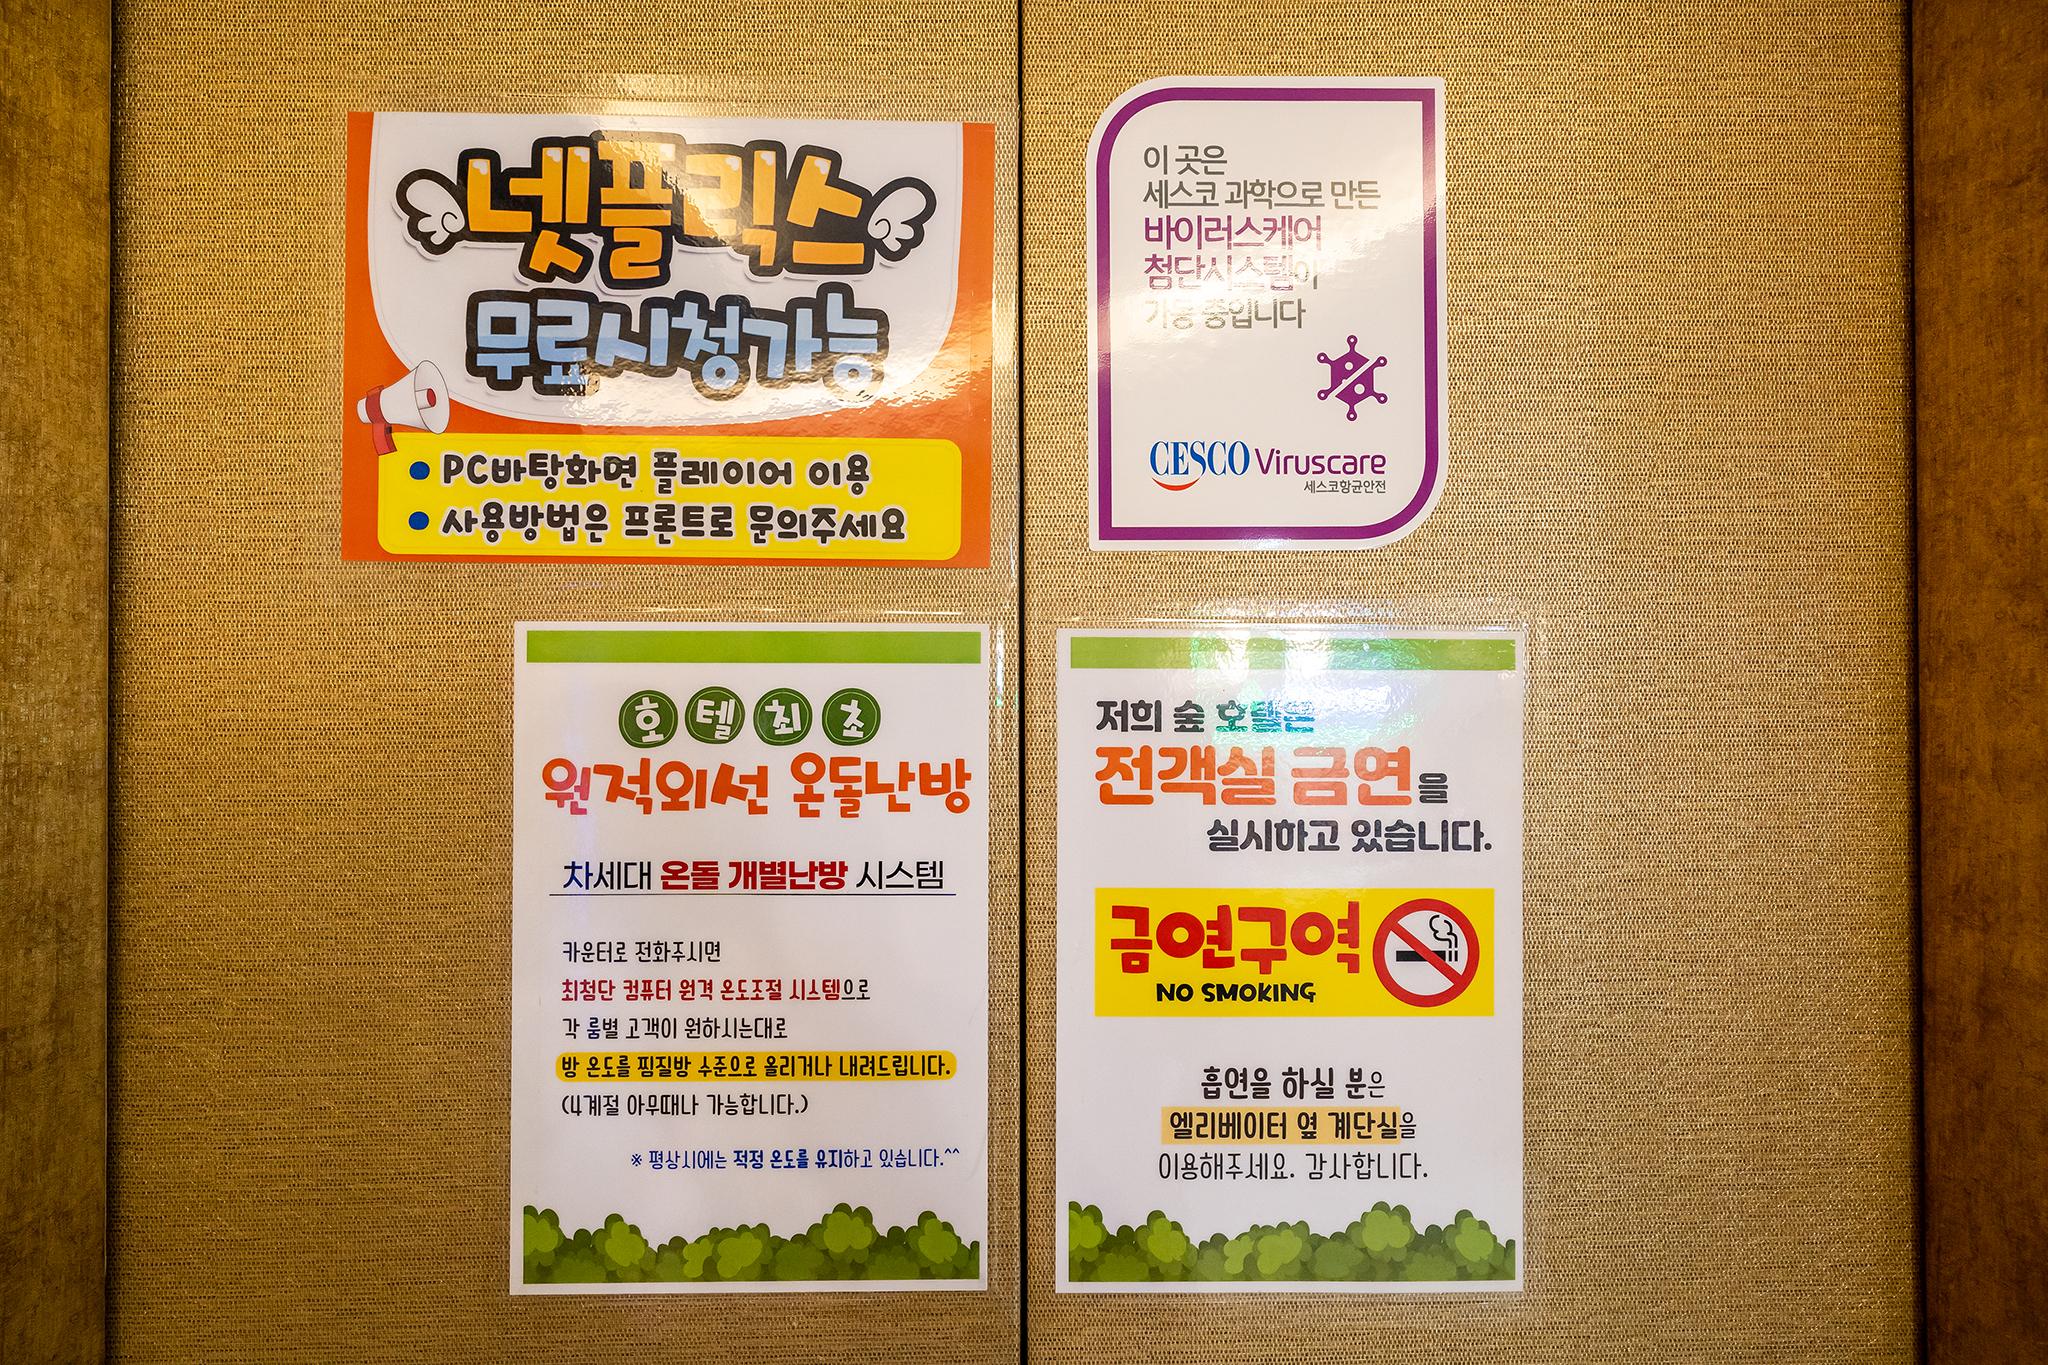 넷플릭스
무료시청가능
PC바탕화면 플레이어 이용
사용방법은 프론트로 문의주세요
이 곳은
세스코 과학으로 만든
바이러스케어
첨단시스템이
가동 중입니다
CESCO Viruscare
세스코항균안전
호텔최초
원적외선 온돌난방
차세대 온돌 개별난방 시스템
카운터로 전화주시면
최첨단 컴퓨터 원격 온도조절 시스템으로
각 룸별 고객이 원하시는대로
방 온도를 찜질방 수준으로 올리거나 내려드립니다.
(4계절 아무때나 가능합니다.)
※ 평상시에는 적정 온도를 유지하고 있습니다.^^
저희 숲 호텔은
전객실 금연을
실시하고 있습니다.
금연구역
NO SMOKING
흡연을 하실 분은
엘리베이터 옆 계단실을
이용해주세요. 감사합니다.